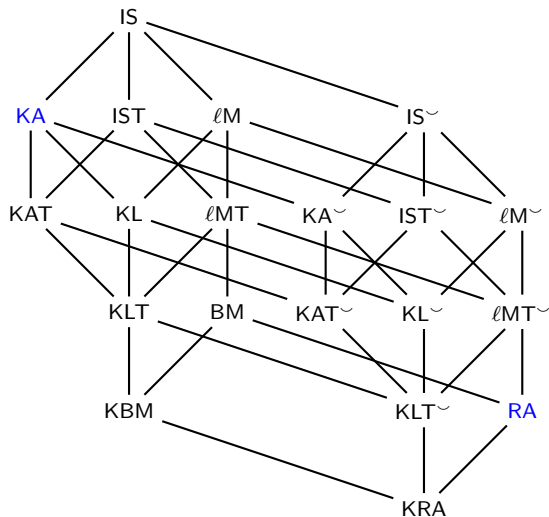 IS
KA IST ℓM IS⌣
KAT KL ℓMT KA⌣ IST⌣ ℓM⌣
KLT BM KAT⌣ KL⌣ ℓMT⌣
KBM KLT⌣ RA
KRA